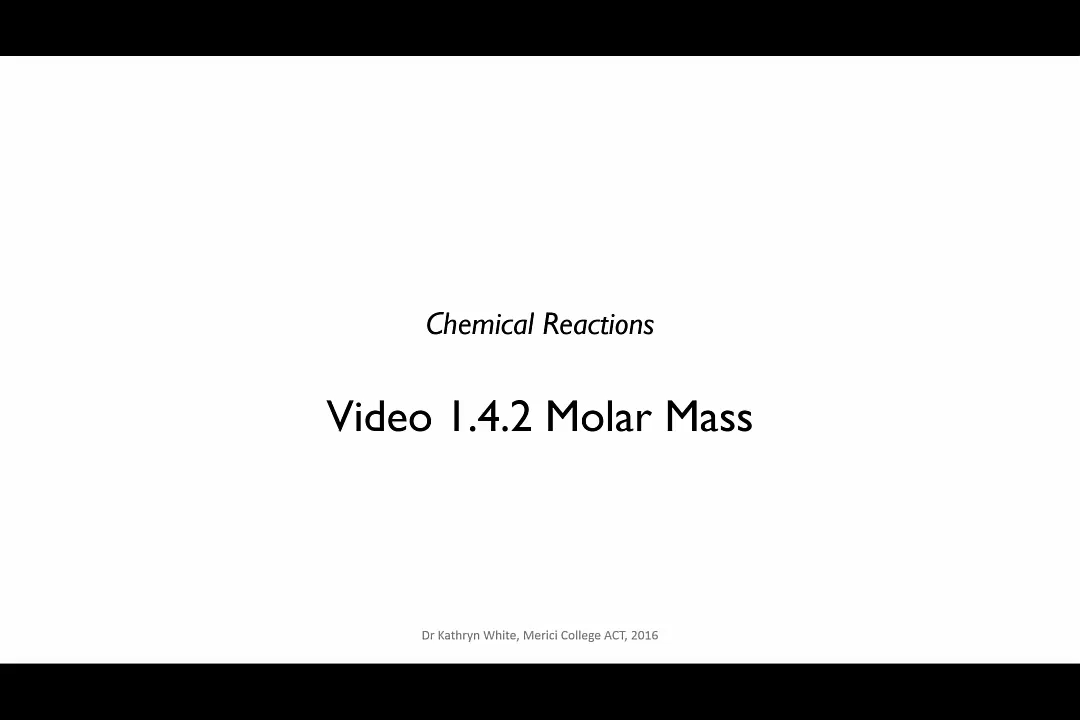 Chemical Reactions
Video 1.4.2 Molar Mass
Dr Kathryn White, Merici College ACT, 2016